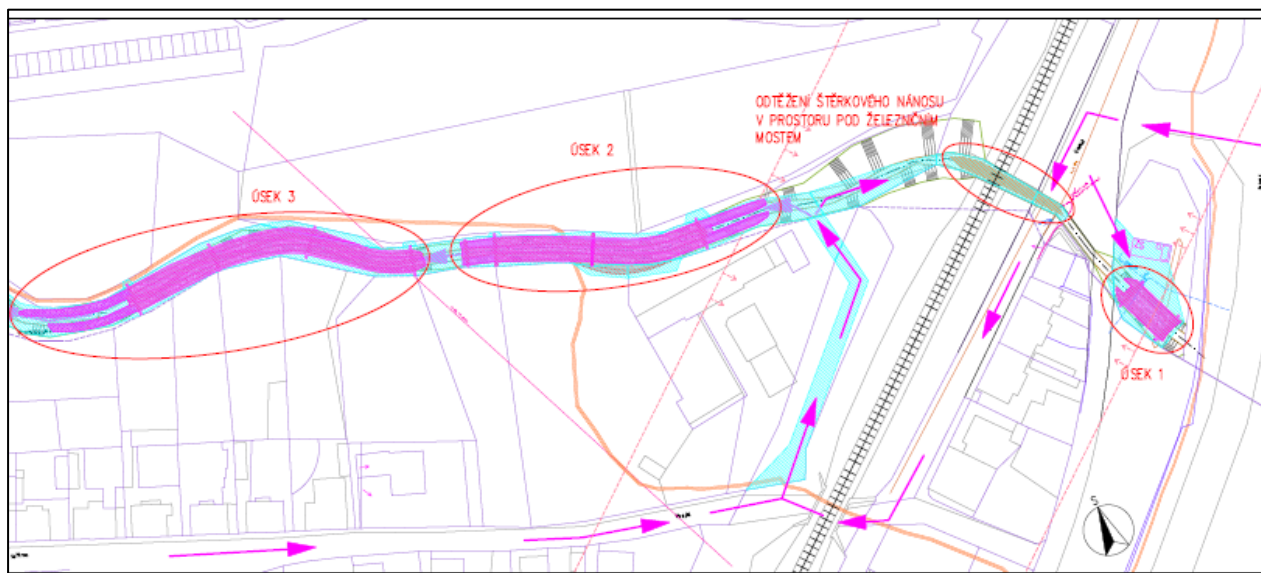 ODTĚŽENÍ ŠTĚRKOVÉHO NÁNOSU
V PROSTORU POD ŽELEZNIČNÍM
MOSTEM
ÚSEK 2
ÚSEK 3
ÚSEK 1
S